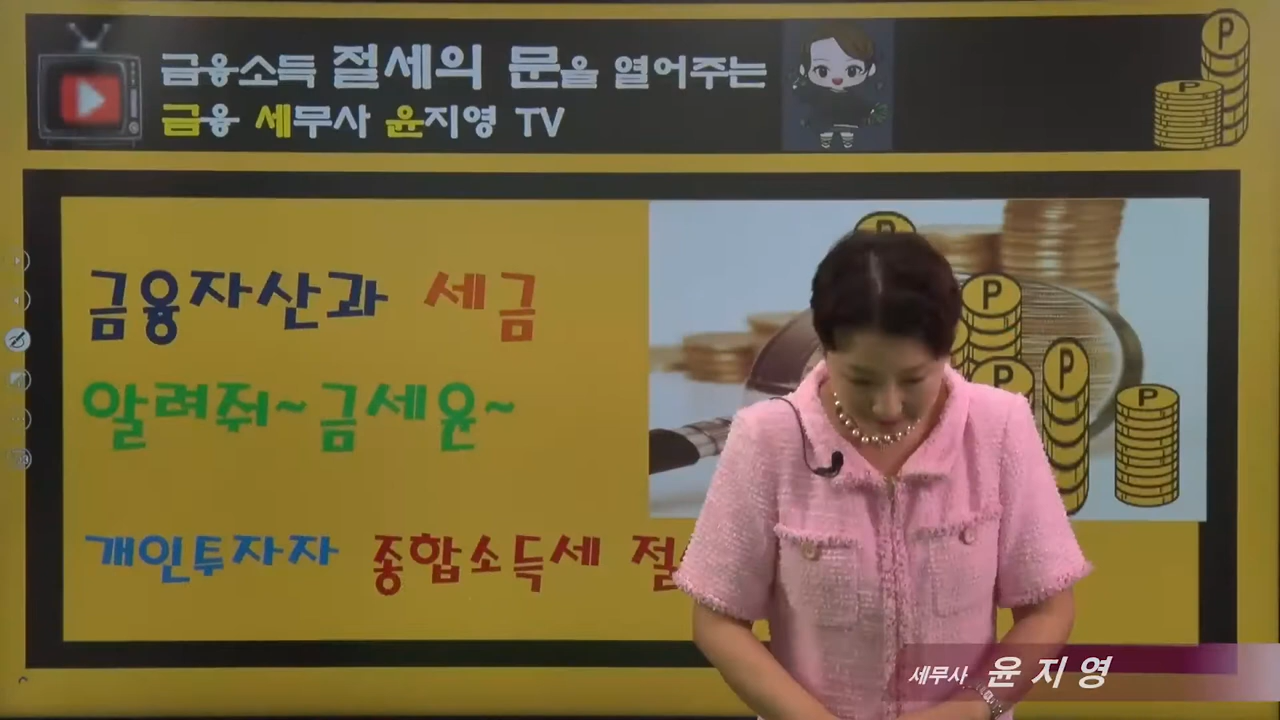 금융소득 절세의 문을 열어주는
금융 세무사 윤지영 TV
금융자산과 세금
알려줘~금세윤~
개인투자자 종합소득세
세무사 윤지영
P
P
P
P
P
P
P